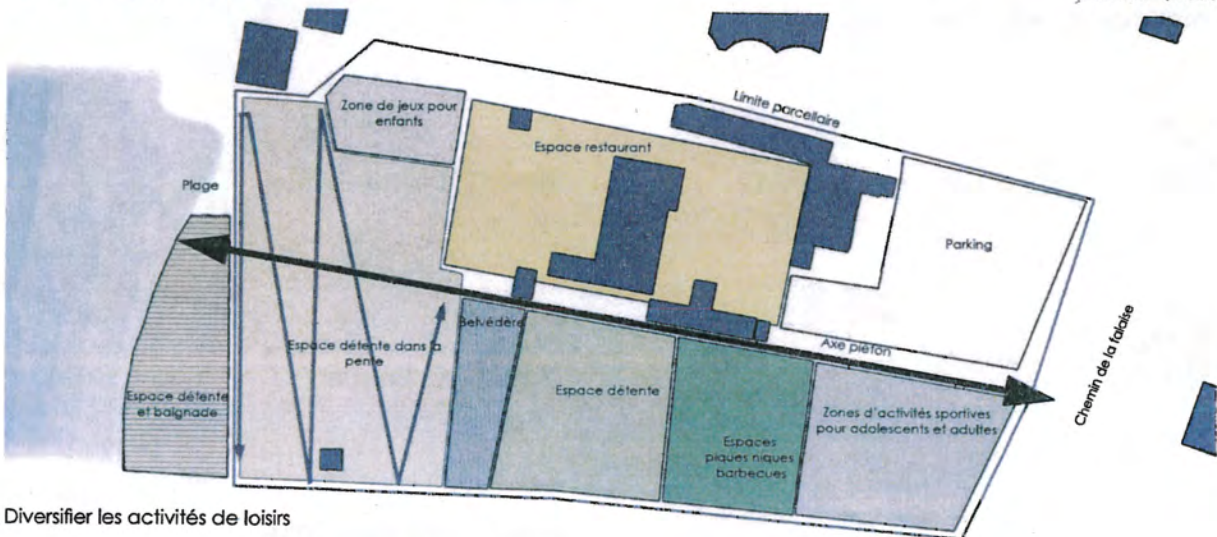 Zone de jeux pour
enfants
Limite parcellaire
Espace restaurant
Plage
Parking
Belvédère
Axe piéton
Espace détente dans la
pente
Chemin de la falaise
Espace détente
Espace détente
et baignade
Zones d'activités sportives
pour adolescents et adultes
Espaces
piques niques
barbecues
Diversifier les activités de loisirs